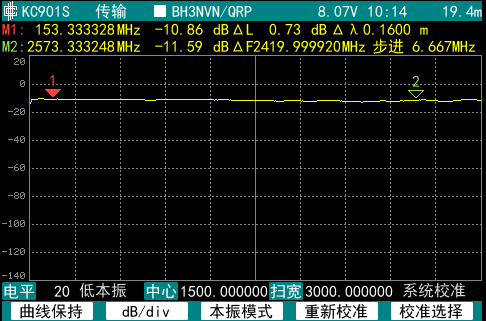 KC901S 传输 BH3NVN/QRP 8.07V 10:14 19.4m
M1: 153.333328MHz -10.86 dB ΔL 0.73 dB Δλ 0.1600 m
M2:2573.333248MHz -11.59 dB ΔF2419.999920MHz 步进 6.667MHz
20
1
2
0
-20
-40
-60
-80
-100
-120
-140
电平 20 低本振 中心 1500.000000 扫宽 3000.000000 系统校准
曲线保持 dB/div 本振模式 重新校准 校准选择